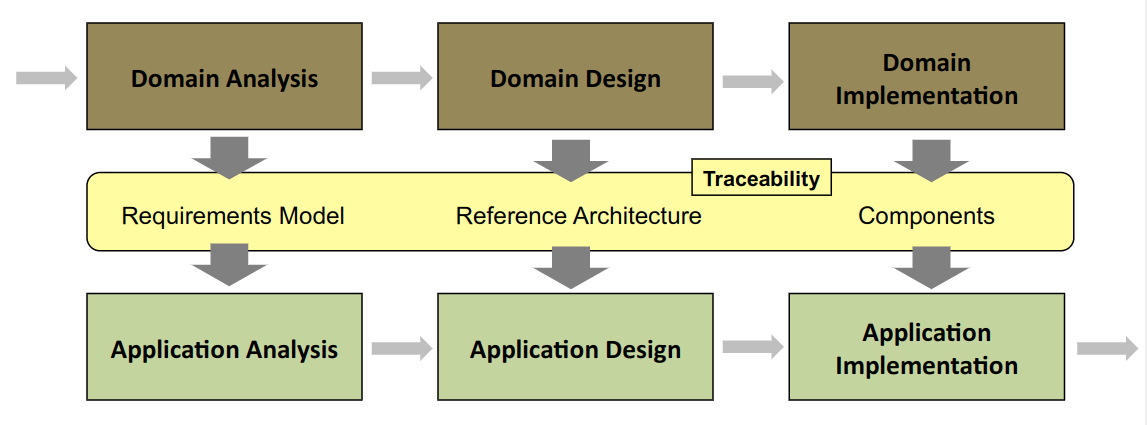 Domain Analysis
Domain Design
Domain
Implementation
Traceability
Requirements Model
Reference Architecture
Components
Application Analysis
Application Design
Application
Implementation